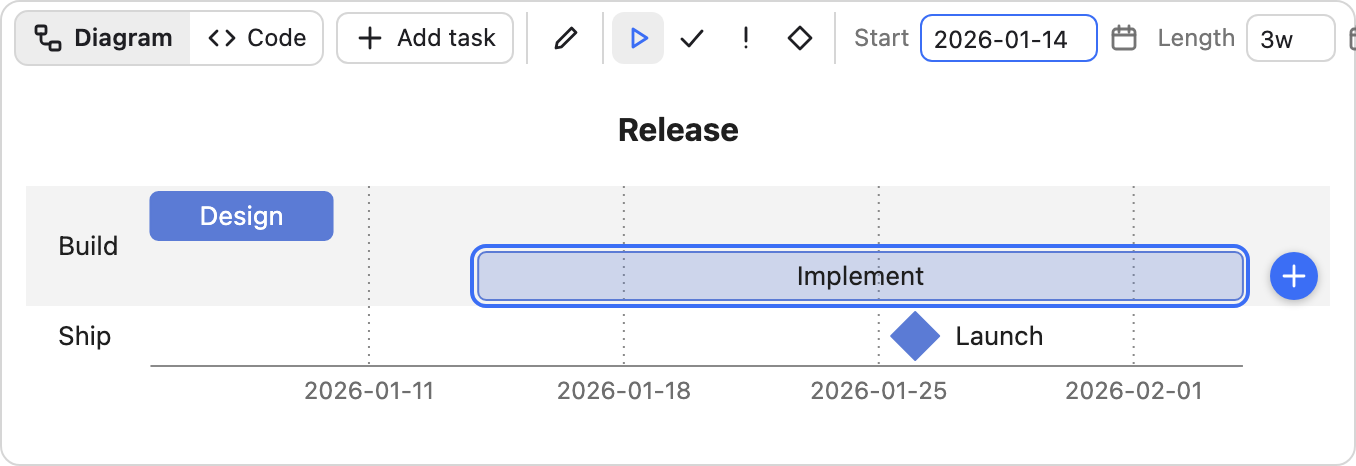 Diagram Code Add task Start 2026-01-14 Length 3w
Release
Design
Build
Implement
Ship Launch
2026-01-11 2026-01-18 2026-01-25 2026-02-01